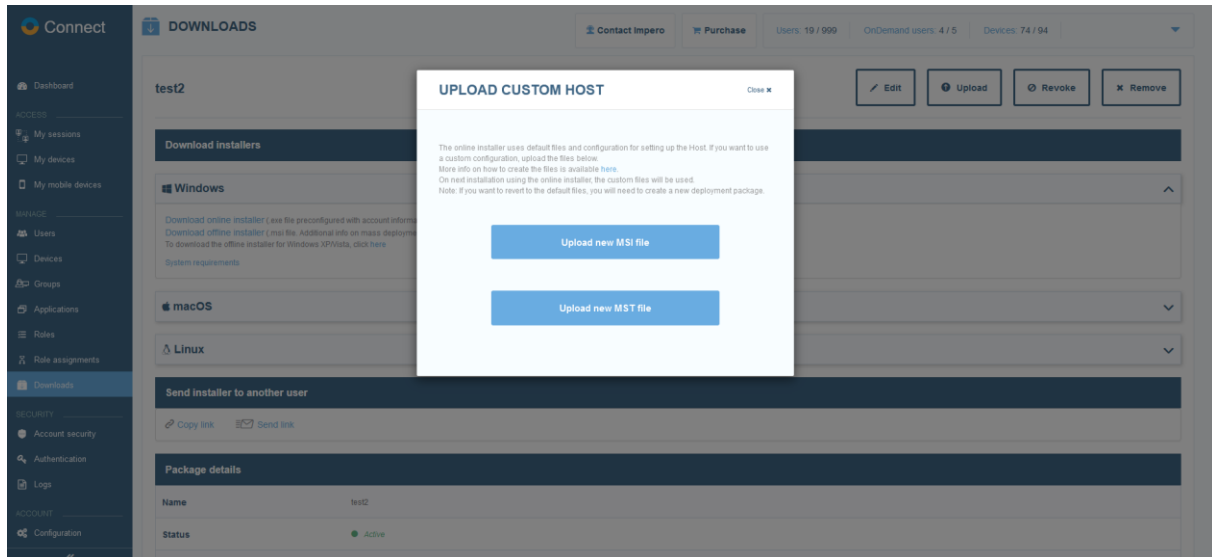 Connect
DOWNLOADS
Contact Impero
Purchase
Users: 19 / 999
OnDemand users: 4 / 5
Devices: 74 / 94
Dashboard
ACCESS
My sessions
My devices
My mobile devices
MANAGE
Users
Devices
Groups
Applications
Roles
Role assignments
Downloads
SECURITY
Account security
Authentication
Logs
ACCOUNT
Configuration
test2
Edit
Upload
Revoke
Remove
Download installers
Windows
Download online installer (.exe file preconfigured with account informa
Download offline installer (.msi file. Additional info on mass deployme
To download the offline installer for Windows XP/Vista, click here
System requirements
macOS
Linux
Send installer to another user
Copy link
Send link
Package details
Name
test2
Status
Active
UPLOAD CUSTOM HOST
Close ×
The online installer uses default files and configuration for setting up the Host. If you want to use
a custom configuration, upload the files below.
More info on how to create the files is available here.
On next installation using the online installer, the custom files will be used.
Note: If you want to revert to the default files, you will need to create a new deployment package.
Upload new MSI file
Upload new MST file